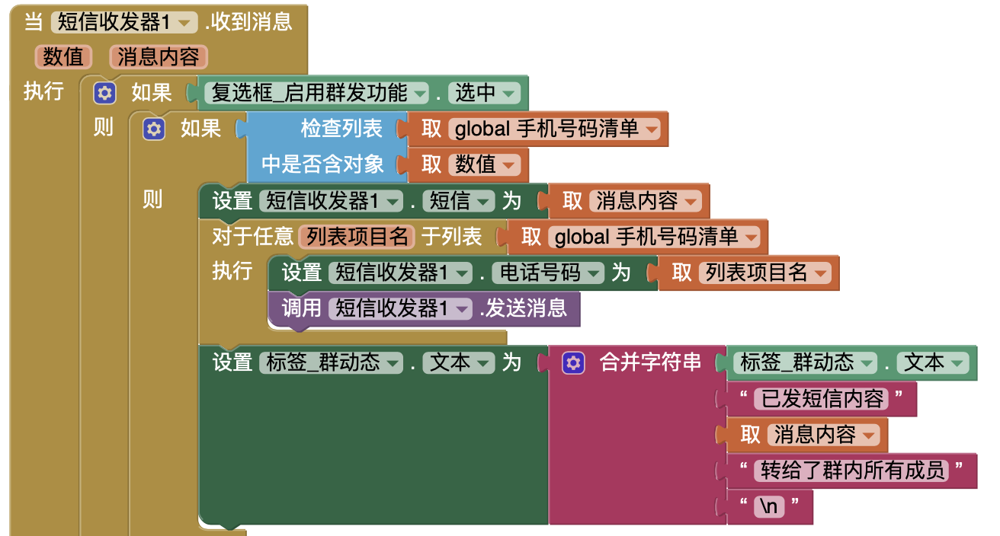 当 短信收发器1 .收到消息
数值 消息内容
执行 如果 复选框_启用群发功能 . 选中
则 如果 检查列表 取 global 手机号码清单
中是否含对象 取 数值
则 设置 短信收发器1 . 短信 为 取 消息内容
对于任意 列表项目名 于列表 取 global 手机号码清单
执行 设置 短信收发器1 . 电话号码 为 取 列表项目名
调用 短信收发器1 .发送消息
设置 标签_群动态 . 文本 为 合并字符串 标签_群动态 . 文本
“ 已发短信内容 ”
取 消息内容
“ 转给了群内所有成员 ”
“ \n ”